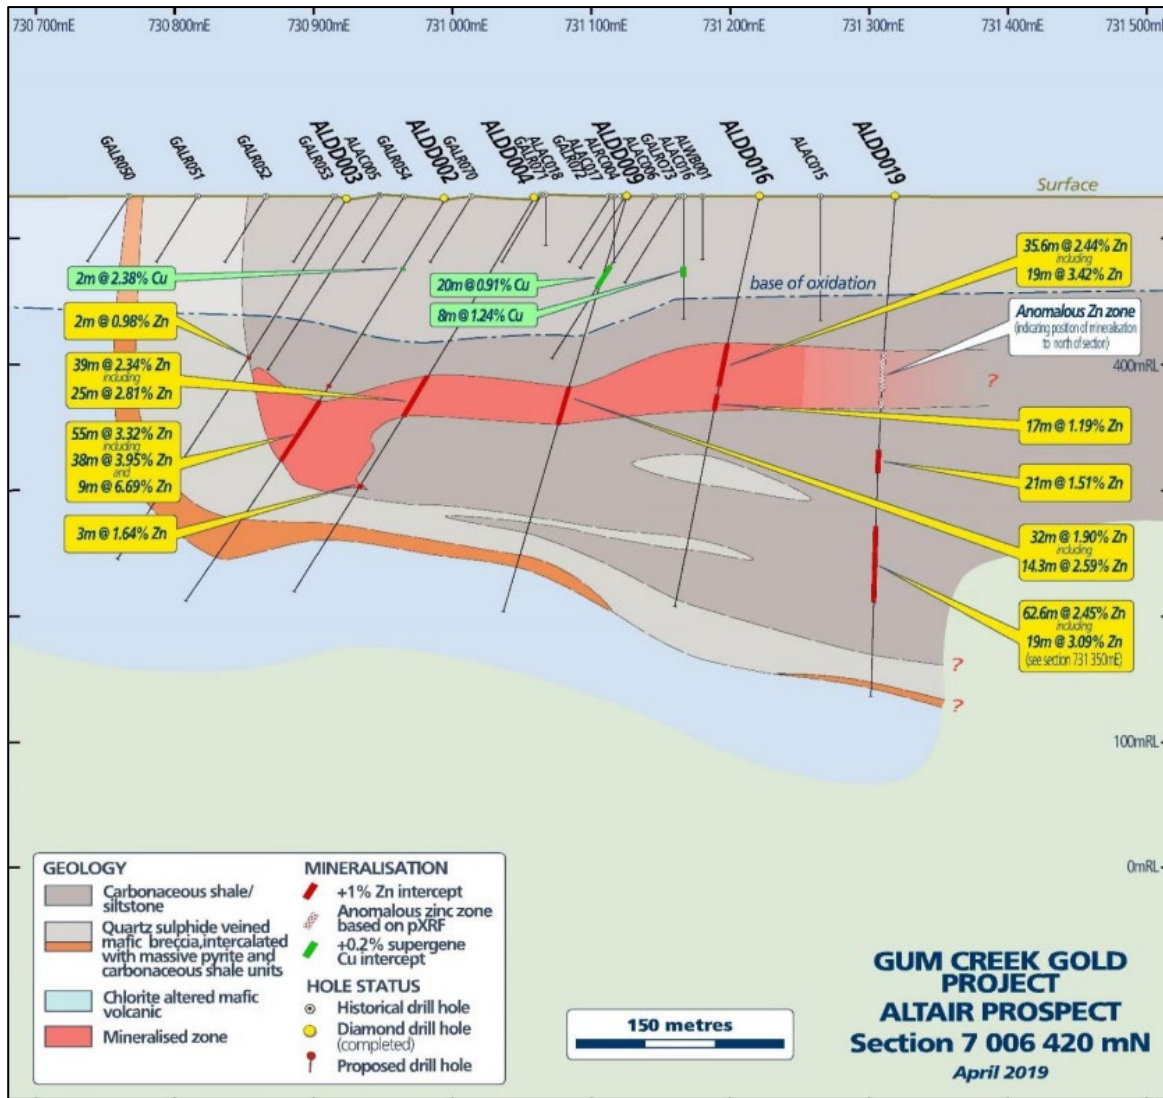 730 700mE
730 800mE
730 900mE
731 000mE
731 100mE
731 200mE
731 300mE
731 400mE
731 500mE
GALR050
GALR051
GALR052
GALR053
ALDD003
ALAC005
GALR054
ALDD002
GALR070
ALDD004
GALR071
ALAC018
GALR072
ALAC017
ALRC004
ALDD009
ALAC006
GALRO73
ALAC016
ALWB001
ALDD016
ALAC015
ALDD019
Surface
2m @ 2.38% Cu
20m @ 0.91% Cu
8m @ 1.24% Cu
base of oxidation
35.6m @ 2.44% Zn
including
19m @ 3.42% Zn
2m @ 0.98% Zn
Anomalous Zn zone
(indicating position of mineralisation
to north of section)
39m @ 2.34% Zn
including
25m @ 2.81% Zn
400mRL
?
55m @ 3.32% Zn
including
38m @ 3.95% Zn
and
9m @ 6.69% Zn
17m @ 1.19% Zn
21m @ 1.51% Zn
3m @ 1.64% Zn
32m @ 1.90% Zn
including
14.3m @ 2.59% Zn
62.6m @ 2.45% Zn
including
19m @ 3.09% Zn
(see section 731 350mE)
?
?
100mRL
0mRL
GEOLOGY
Carbonaceous shale/
siltstone
Quartz sulphide veined
mafic breccia,intercalated
with massive pyrite and
carbonaceous shale units
Chlorite altered mafic
volcanic
Mineralised zone
MINERALISATION
+1% Zn intercept
Anomalous zinc zone
based on pXRF
+0.2% supergene
Cu intercept
HOLE STATUS
Historical drill hole
Diamond drill hole
(completed)
Proposed drill hole
150 metres
GUM CREEK GOLD
PROJECT
ALTAIR PROSPECT
Section 7 006 420 mN
April 2019